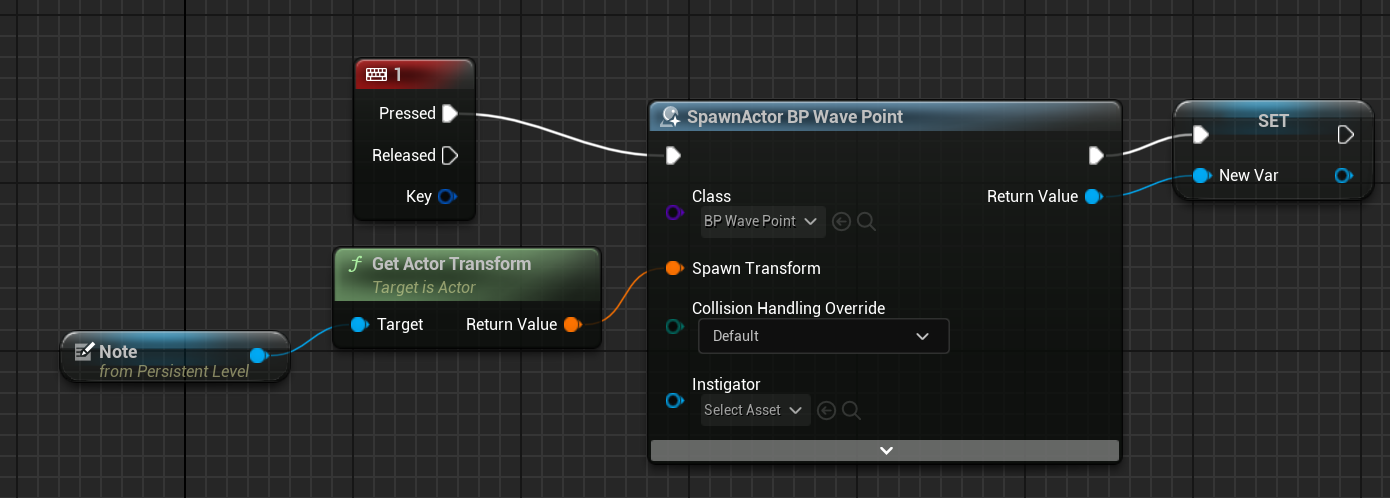 1
Pressed
Released
Key
SpawnActor BP Wave Point
Class
BP Wave Point
Return Value
Spawn Transform
Collision Handling Override
Default
Instigator
Select Asset
SET
New Var
Get Actor Transform
Target is Actor
Target
Return Value
Note
from Persistent Level